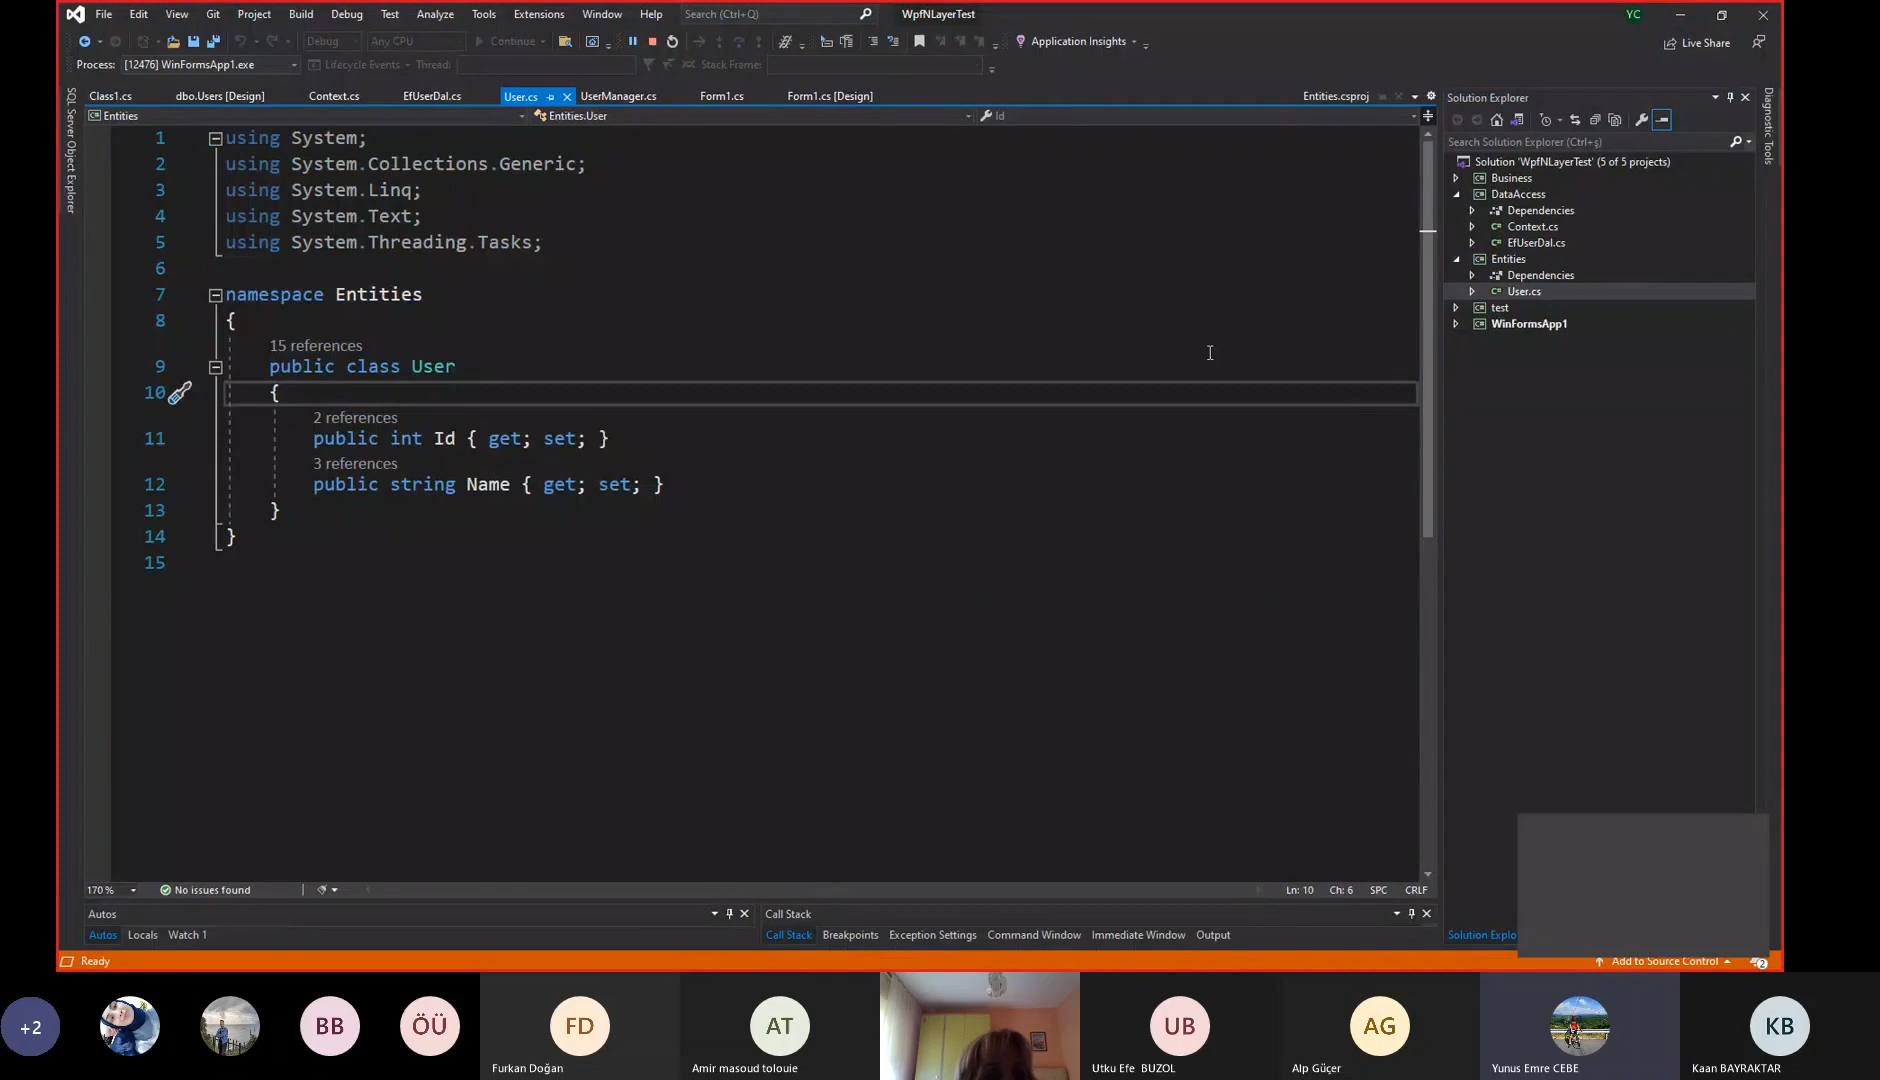 File Edit View Git Project Build Debug Test Analyze Tools Extensions Window Help Search (Ctrl+Q) WpfNLayerTest YC
Debug Any CPU Continue Application Insights Live Share
Process: [12476] WinFormsApp1.exe Lifecycle Events Thread: Stack Frame:
SQL Server Object Explorer
Class1.cs dbo.Users [Design] Context.cs EfUserDal.cs User.cs UserManager.cs Form1.cs Form1.cs [Design] Entities.csproj
Entities Entities.User Id
1 using System;
2 using System.Collections.Generic;
3 using System.Linq;
4 using System.Text;
5 using System.Threading.Tasks;
6
7 namespace Entities
8 {
15 references
9 public class User
10 {
2 references
11 public int Id { get; set; }
3 references
12 public string Name { get; set; }
13 }
14 }
15
170 % No issues found Ln: 10 Ch: 6 SPC CRLF
Solution Explorer
Search Solution Explorer (Ctrl+ş)
Solution 'WpfNLayerTest' (5 of 5 projects)
Business
DataAccess
Dependencies
Context.cs
EfUserDal.cs
Entities
Dependencies
User.cs
test
WinFormsApp1
Diagnostic Tools
Autos
Autos Locals Watch 1
Call Stack
Call Stack Breakpoints Exception Settings Command Window Immediate Window Output
Solution Explo
Ready Add to Source Control 2
+2 BB ÖÜ FD AT UB AG KB
Furkan Doğan Amir masoud tolouie Utku Efe BUZOL Alp Güçer Yunus Emre CEBE Kaan BAYRAKTAR